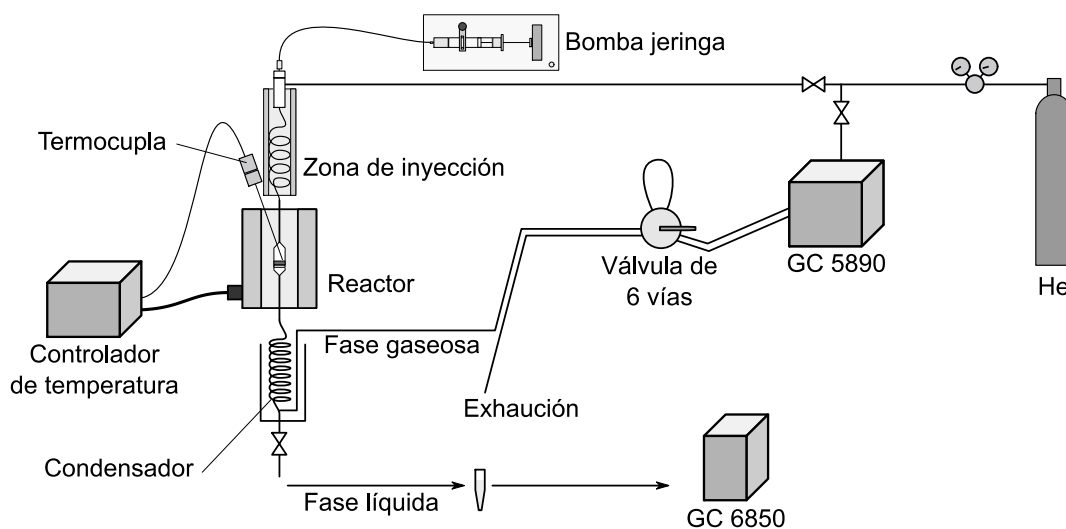 Bomba jeringa
Termocupla
Zona de inyección
Reactor
Válvula de
6 vías
GC 5890
He
Controlador
de temperatura
Fase gaseosa
Exhaución
Condensador
Fase líquida
GC 6850